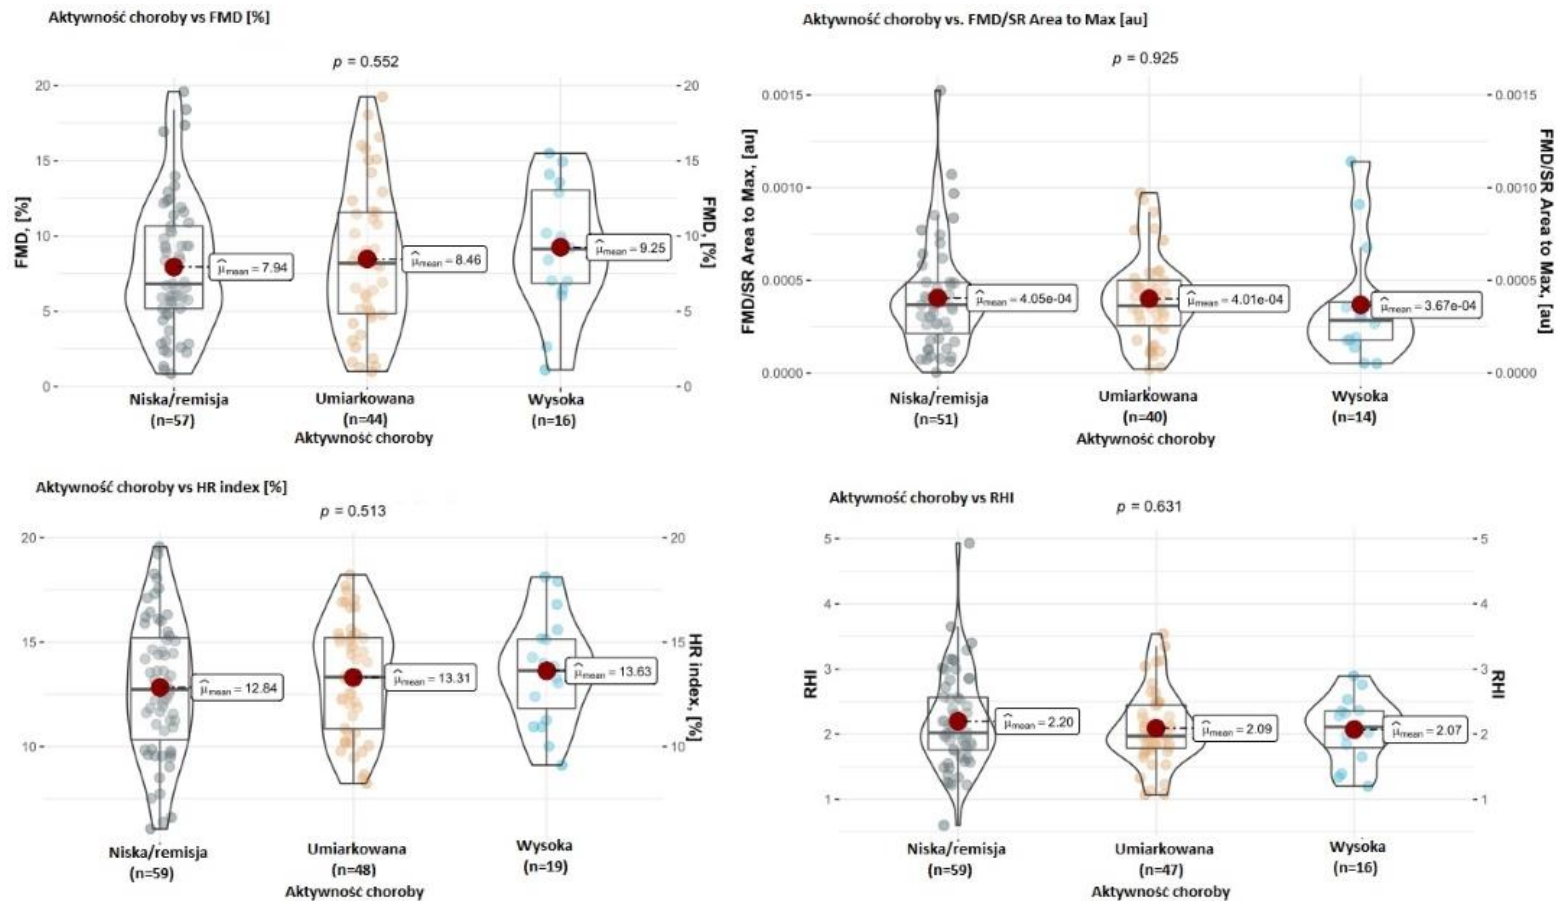 Aktywność choroby vs FMD [%]
p = 0.552
20
20
15
15
10
10
5
5
0
0
FMD, [%]
FMD, [%]
μ̂mean = 7.94
μ̂mean = 8.46
μ̂mean = 9.25
Niska/remisja
(n=57)
Umiarkowana
(n=44)
Wysoka
(n=16)
Aktywność choroby
Aktywność choroby vs. FMD/SR Area to Max [au]
p = 0.925
0.0015
0.0015
0.0010
0.0010
0.0005
0.0005
0.0000
0.0000
FMD/SR Area to Max, [au]
FMD/SR Area to Max, [au]
μ̂mean = 4.05e-04
μ̂mean = 4.01e-04
μ̂mean = 3.67e-04
Niska/remisja
(n=51)
Umiarkowana
(n=40)
Wysoka
(n=14)
Aktywność choroby
Aktywność choroby vs HR index [%]
p = 0.513
20
20
15
15
10
10
HR index, [%]
μ̂mean = 12.84
μ̂mean = 13.31
μ̂mean = 13.63
Niska/remisja
(n=59)
Umiarkowana
(n=48)
Wysoka
(n=19)
Aktywność choroby
Aktywność choroby vs RHI
p = 0.631
5
5
4
4
3
3
2
2
1
1
RHI
RHI
μ̂mean = 2.20
μ̂mean = 2.09
μ̂mean = 2.07
Niska/remisja
(n=59)
Umiarkowana
(n=47)
Wysoka
(n=16)
Aktywność choroby